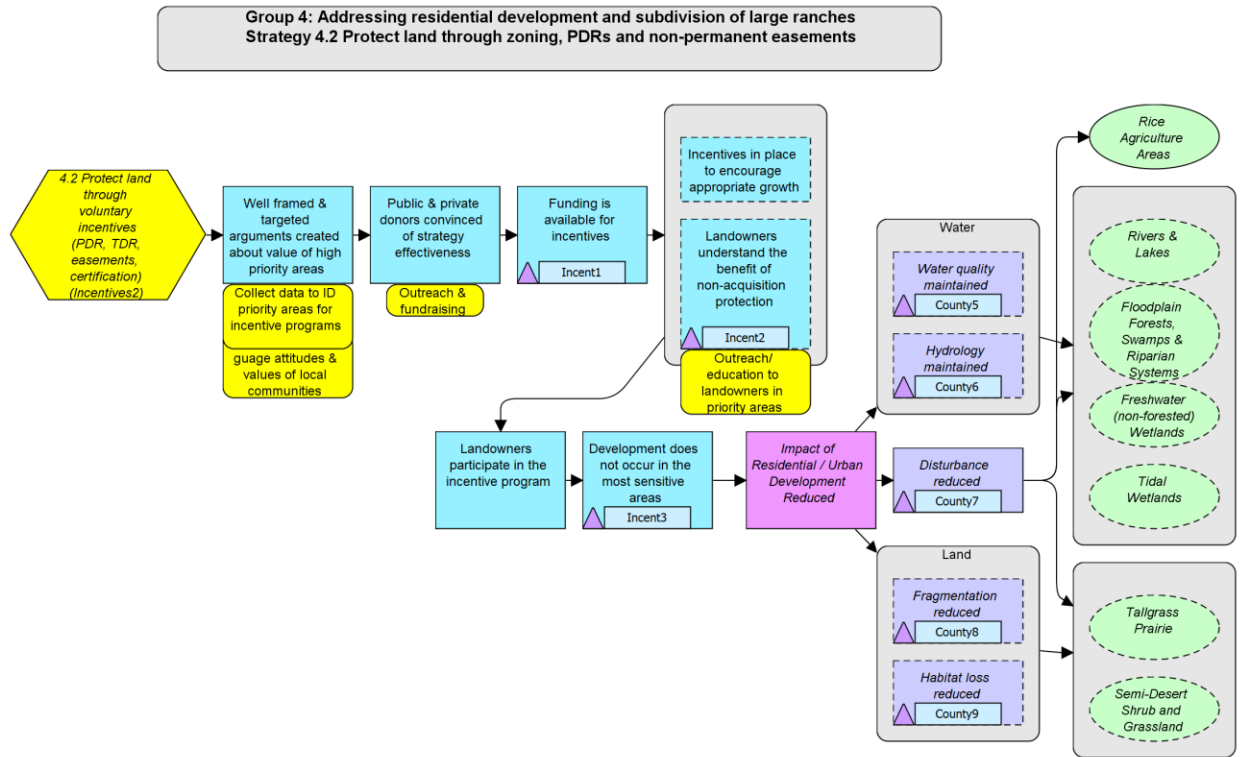 Group 4: Addressing residential development and subdivision of large ranches
Strategy 4.2 Protect land through zoning, PDRs and non-permanent easements
4.2 Protect land
through
voluntary
incentives
(PDR, TDR,
easements,
certification)
(Incentives2)
Well framed &
targeted
arguments created
about value of high
priority areas
Collect data to ID
priority areas for
incentive programs
guage attitudes &
values of local
communities
Public & private
donors convinced
of strategy
effectiveness
Outreach &
fundraising
Funding is
available for
incentives
Incent1
Incentives in place
to encourage
appropriate growth
Landowners
understand the
benefit of
non-acquisition
protection
Incent2
Outreach/
education to
landowners in
priority areas
Landowners
participate in the
incentive program
Development does
not occur in the
most sensitive
areas
Incent3
Impact of
Residential / Urban
Development
Reduced
Water
Water quality
maintained
County5
Hydrology
maintained
County6
Disturbance
reduced
County7
Land
Fragmentation
reduced
County8
Habitat loss
reduced
County9
Rice
Agriculture
Areas
Rivers &
Lakes
Floodplain
Forests,
Swamps &
Riparian
Systems
Freshwater
(non-forested)
Wetlands
Tidal
Wetlands
Tallgrass
Prairie
Semi-Desert
Shrub and
Grassland